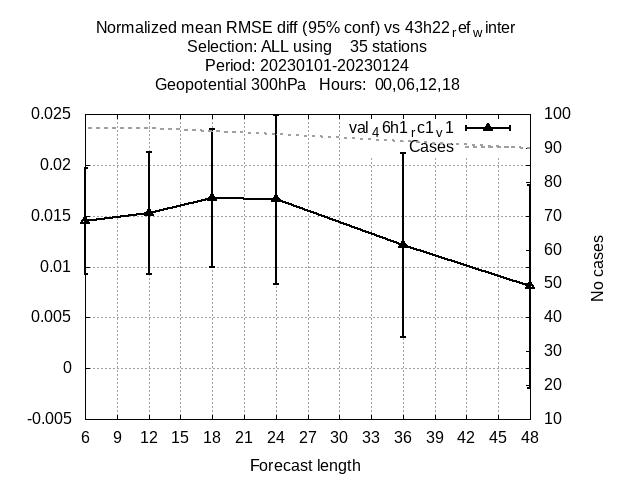 Normalized mean RMSE diff (95% conf) vs 43h22refwinter
Selection: ALL using 35 stations
Period: 20230101-20230124
Geopotential 300hPa Hours: 00,06,12,18
0.025
0.02
0.015
0.01
0.005
0
-0.005
val46h1rc1v1
Cases
100
90
80
70
60
50
40
30
20
10
No cases
6 9 12 15 18 21 24 27 30 33 36 39 42 45 48
Forecast length